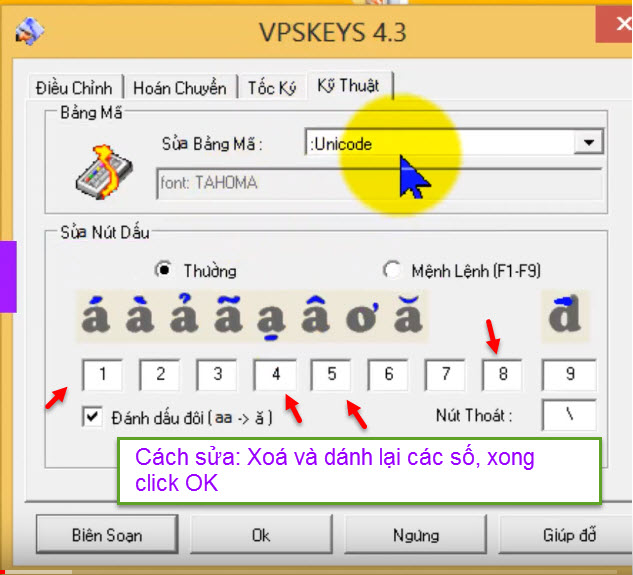 VPSKEYS 4.3
Điều Chỉnh Hoán Chuyển Tốc Ký Kỹ Thuật
Bảng Mã
Sửa Bảng Mã : :Unicode
font: TAHOMA
Sửa Nút Dấu
Thường Mệnh Lệnh (F1-F9)
á à ả ã ạ â ơ ă đ
1 2 3 4 5 6 7 8 9
Đánh dấu đôi ( aa -> ă ) Nút Thoát : \
Cách sửa: Xoá và dánh lại các số, xong
click OK
Biên Soạn Ok Ngưng Giúp đỡ